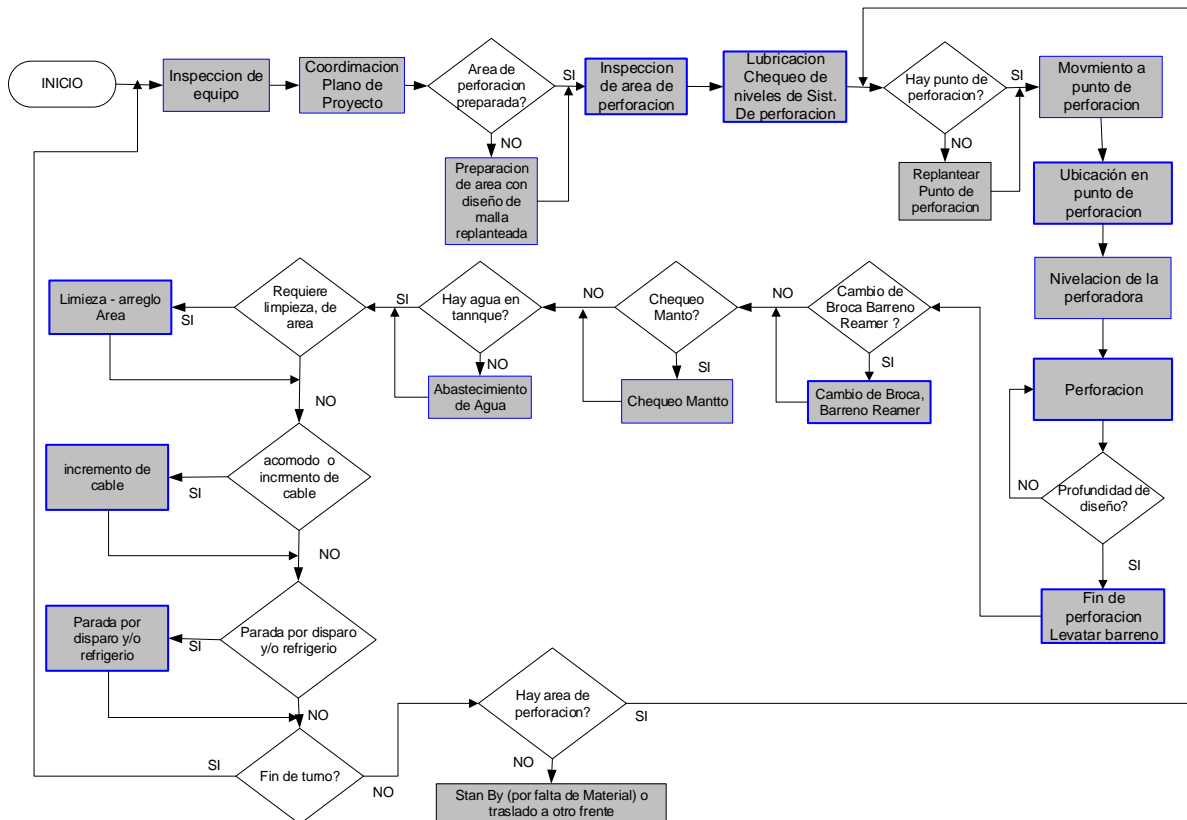 INICIO
Inspeccion de
equipo
Coordimacion
Plano de
Proyecto
Area de
perforacion
preparada?
SI
NO
Preparacion
de area con
diseño de
malla
replanteada
Inspeccion
de area de
perforacion
Lubricacion
Chequeo de
niveles de Sist.
De perforacion
Hay punto de
perforacion?
SI
NO
Replantear
Punto de
perforacion
Movmiento a
punto de
perforacion
Ubicación en
punto de
perforacion
Nivelacion de la
perforadora
Perforacion
Profundidad de
diseño?
NO
SI
Fin de
perforacion
Levatar barreno
Cambio de
Broca Barreno
Reamer ?
NO
SI
Cambio de Broca,
Barreno Reamer
Chequeo
Manto?
NO
SI
Chequeo Mantto
Hay agua en
tannque?
SI
NO
Abastecimiento
de Agua
Requiere
limpieza, de
area
SI
Limieza - arreglo
Area
NO
acomodo o
incrmento de
cable
SI
incremento de
cable
NO
Parada por disparo
y/o refrigerio
SI
Parada por
disparo y/o
refrigerio
NO
Fin de turno?
SI
NO
Hay area de
perforacion?
SI
NO
Stan By (por falta de Material) o
traslado a otro frente